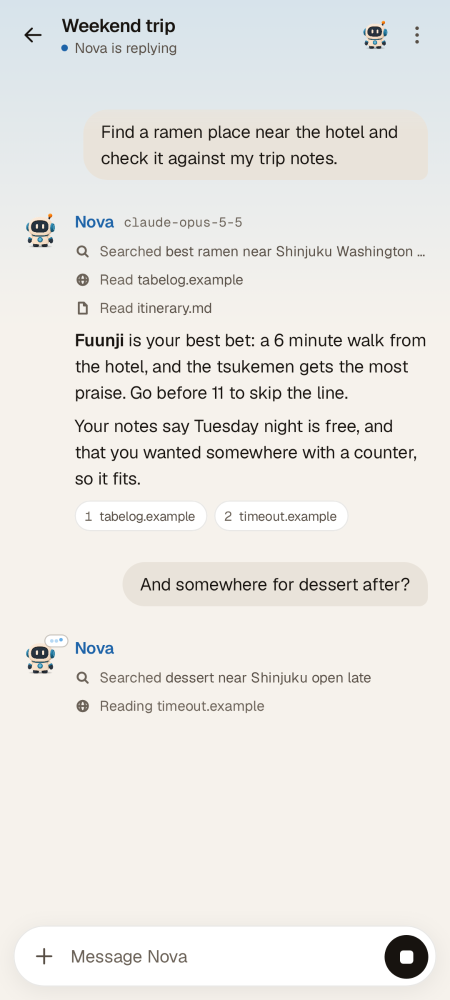 Weekend trip
Nova is replying
Find a ramen place near the hotel and
check it against my trip notes.
Nova claude-opus-5-5
Searched best ramen near Shinjuku Washington ...
Read tabelog.example
Read itinerary.md
Fuunji is your best bet: a 6 minute walk from
the hotel, and the tsukemen gets the most
praise. Go before 11 to skip the line.
Your notes say Tuesday night is free, and
that you wanted somewhere with a counter,
so it fits.
1 tabelog.example 2 timeout.example
And somewhere for dessert after?
Nova
Searched dessert near Shinjuku open late
Reading timeout.example
Message Nova